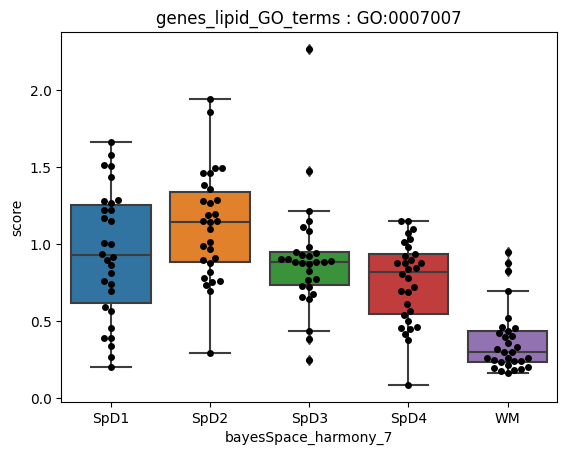 genes_lipid_GO_terms : GO:0007007
score
2.0
1.5
1.0
0.5
0.0
SpD1 SpD2 SpD3 SpD4 WM
bayesSpace_harmony_7